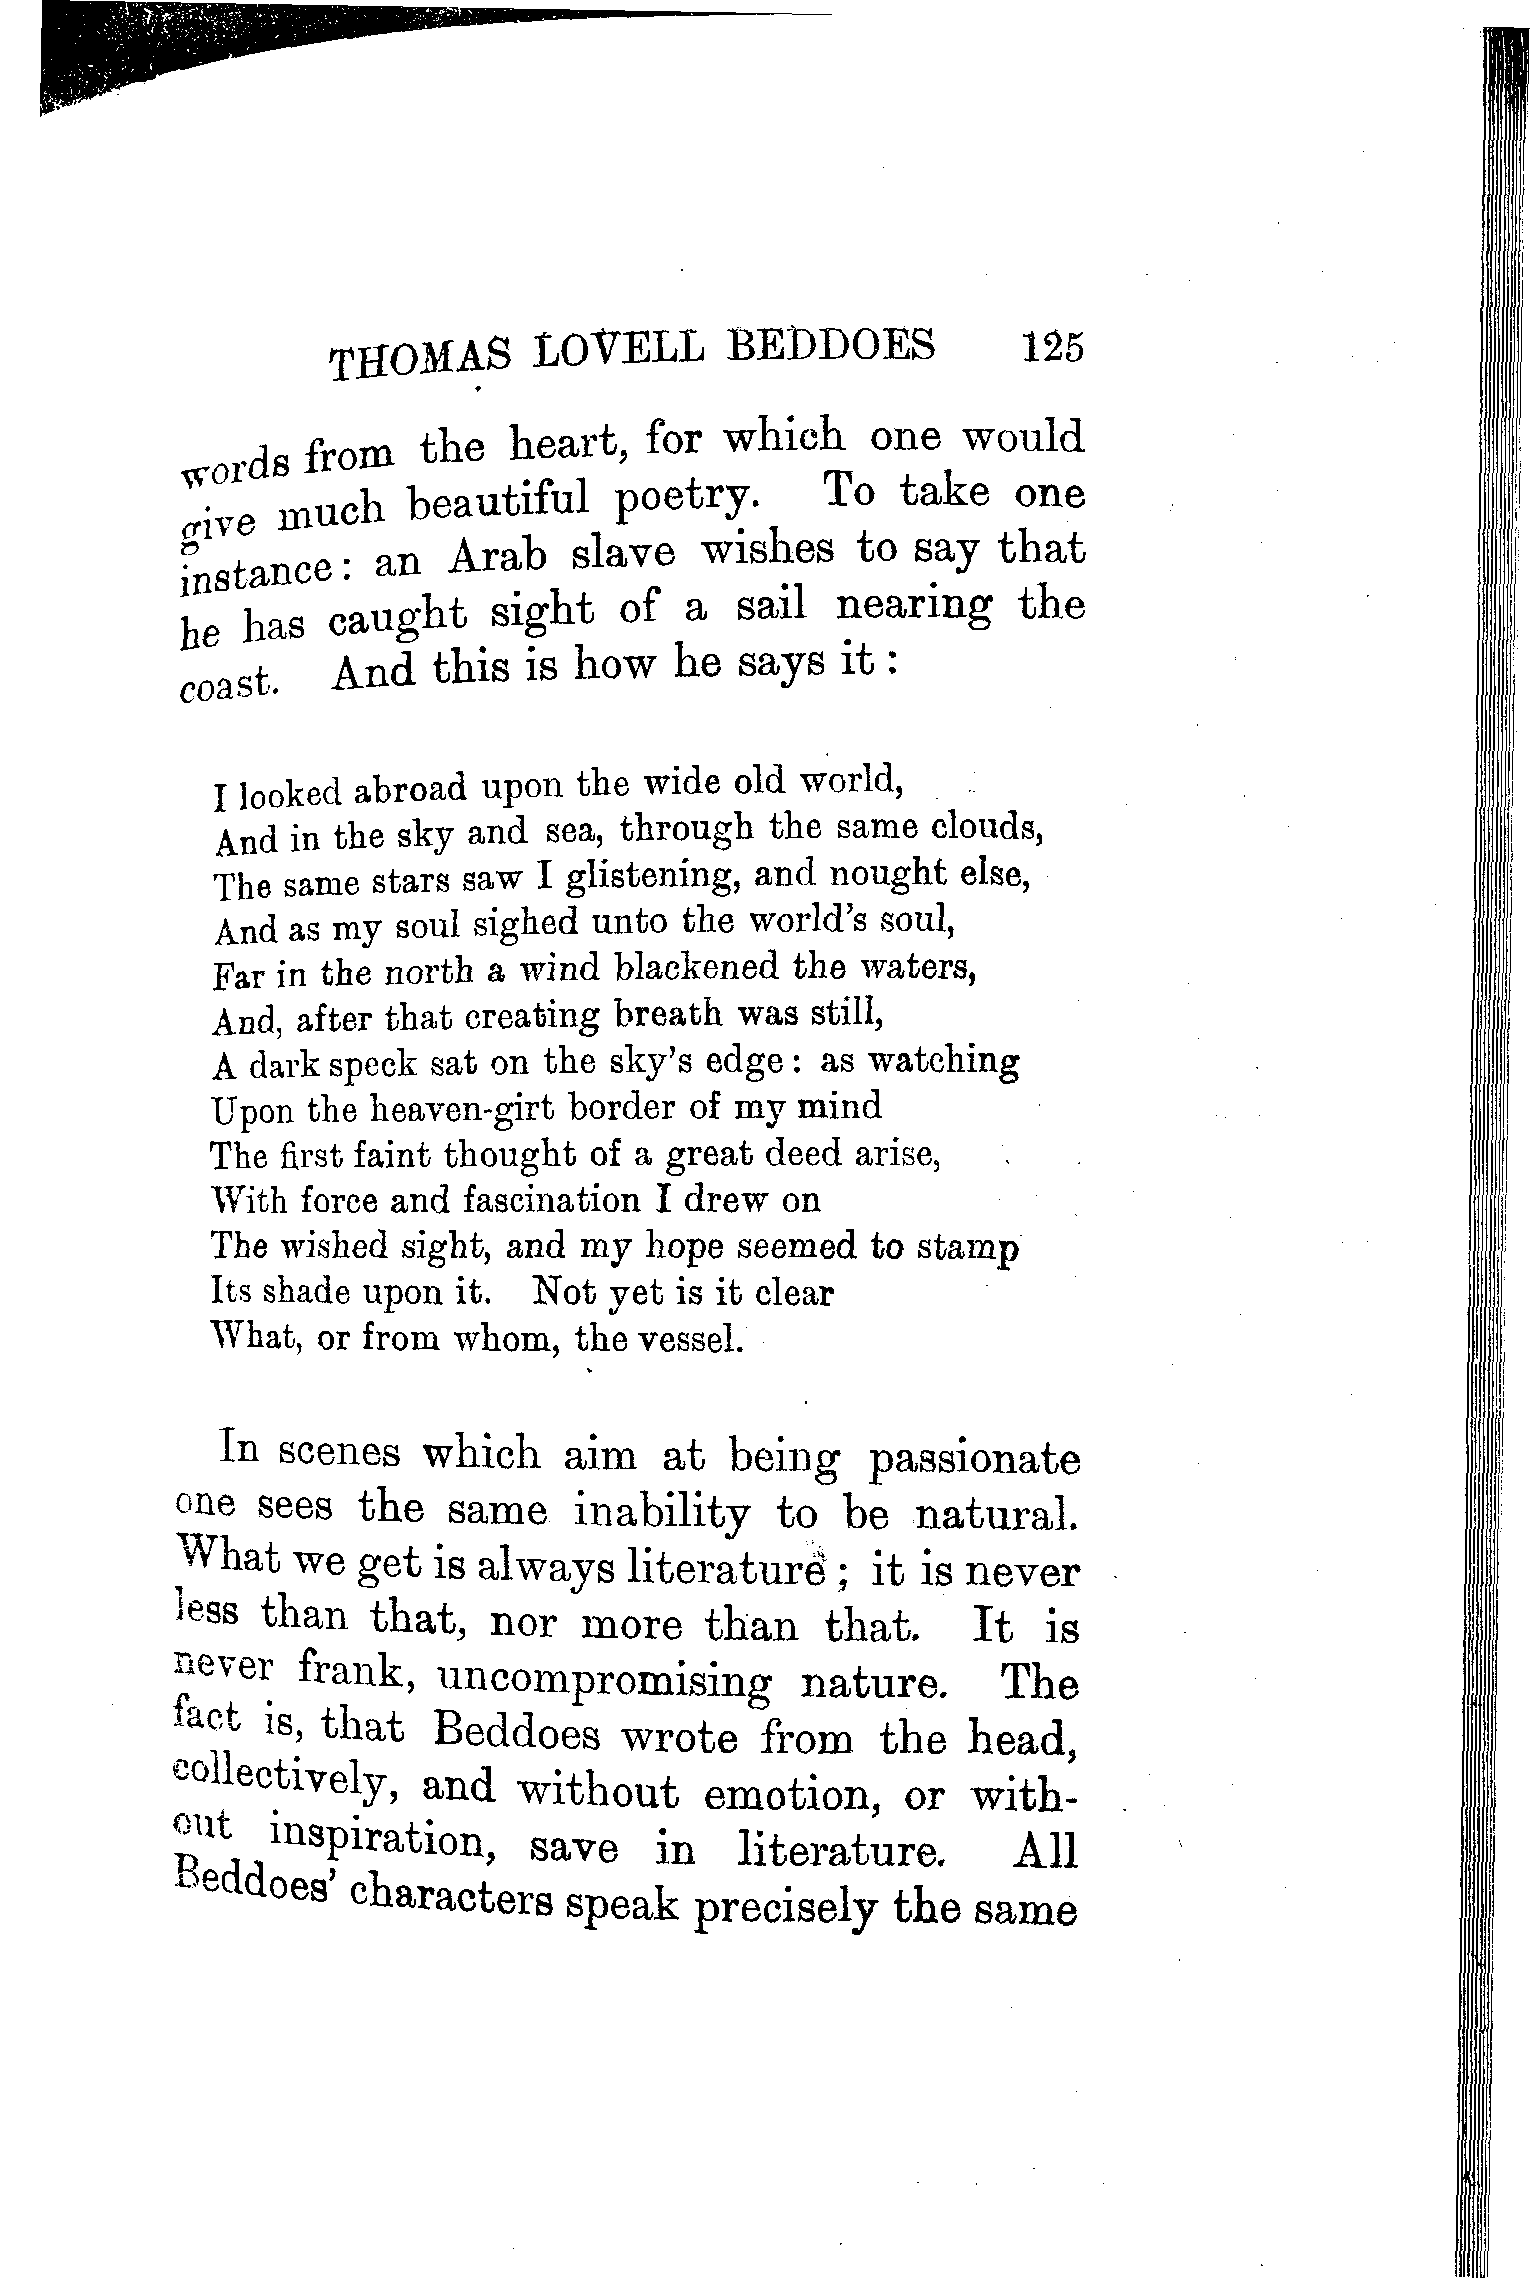 THOMAS LOVELL BEDDOES 125
words from the heart, for which one would
give much beautiful poetry. To take one
instance: an Arab slave wishes to say that
he has caught sight of a sail nearing the
coast. And this is how he says it:
I looked abroad upon the wide old world,
And in the sky and sea, through the same clouds,
The same stars saw I glistening, and nought else,
And as my soul sighed unto the world's soul,
Far in the north a wind blackened the waters,
And, after that creating breath was still,
A dark speck sat on the sky's edge: as watching
Upon the heaven-girt border of my mind
The first faint thought of a great deed arise,
With force and fascination I drew on
The wished sight, and my hope seemed to stamp
Its shade upon it. Not yet is it clear
What, or from whom, the vessel.
In scenes which aim at being passionate
one sees the same inability to be natural.
What we get is always literature; it is never
less than that, nor more than that. It is
never frank, uncompromising nature. The
fact is, that Beddoes wrote from the head,
collectively, and without emotion, or with-
out inspiration, save in literature. All
Beddoes' characters speak precisely the same